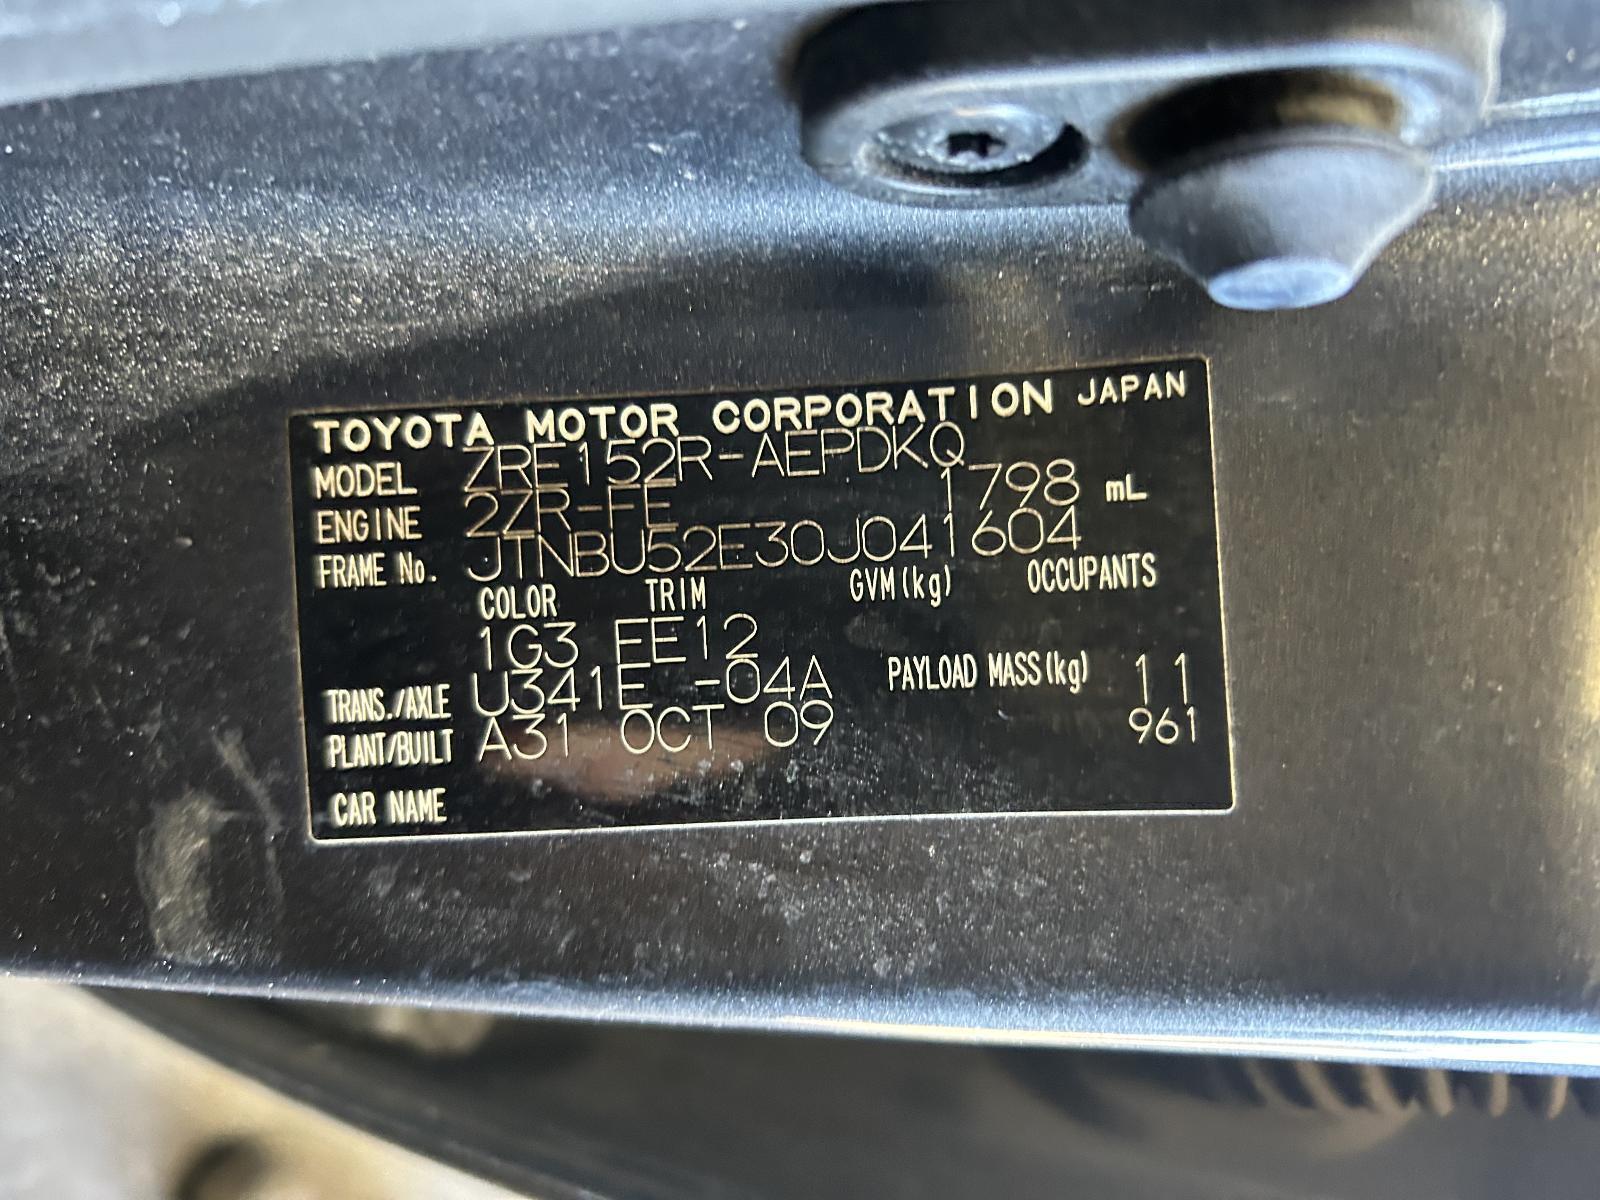 TOYOTA MOTOR CORPORATION JAPAN
MODEL ZRE152R-AEPDKQ
ENGINE 2ZR-FE 1798 mL
FRAME No. JTNBU52E30J041604
COLOR TRIM GVM(kg) OCCUPANTS
1G3 EE12
TRANS./AXLE U341E -04A PAYLOAD MASS(kg) 11
PLANT/BUILT A31 OCT 09 961
CAR NAME